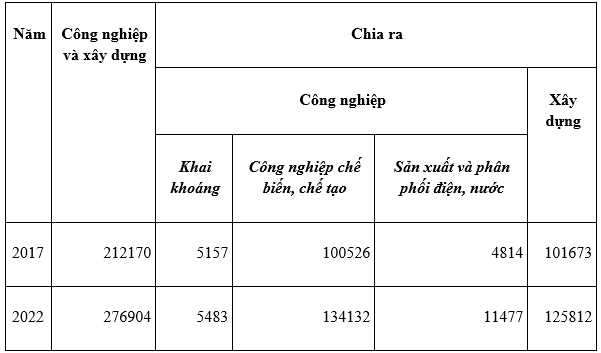 Năm
Công nghiệp
và xây dựng
Chia ra
Công nghiệp
Xây
dựng
Khai
khoáng
Công nghiệp chế
biến, chế tạo
Sản xuất và phân
phối điện, nước
2017 212170 5157 100526 4814 101673
2022 276904 5483 134132 11477 125812